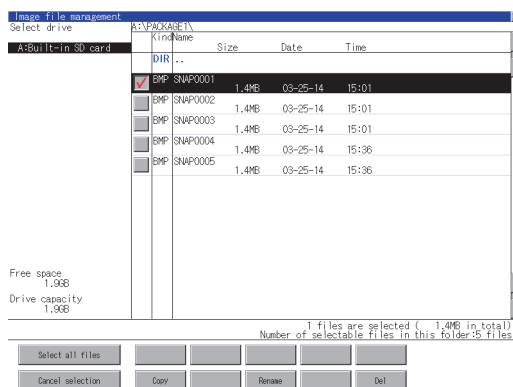 Image file management
Select drive
A:\PACKAGE1\
Kind Name
Size Date Time
A:Built-in SD card
DIR ..
BMP SNAP0001
1.4MB 03-25-14 15:01
BMP SNAP0002
1.4MB 03-25-14 15:01
BMP SNAP0003
1.4MB 03-25-14 15:01
BMP SNAP0004
1.4MB 03-25-14 15:36
BMP SNAP0005
1.4MB 03-25-14 15:36
Free space
1.9GB
Drive capacity
1.9GB
1 files are selected ( 1.4MB in total)
Number of selectable files in this folder:5 files
Select all files
Cancel selection Copy Rename Del